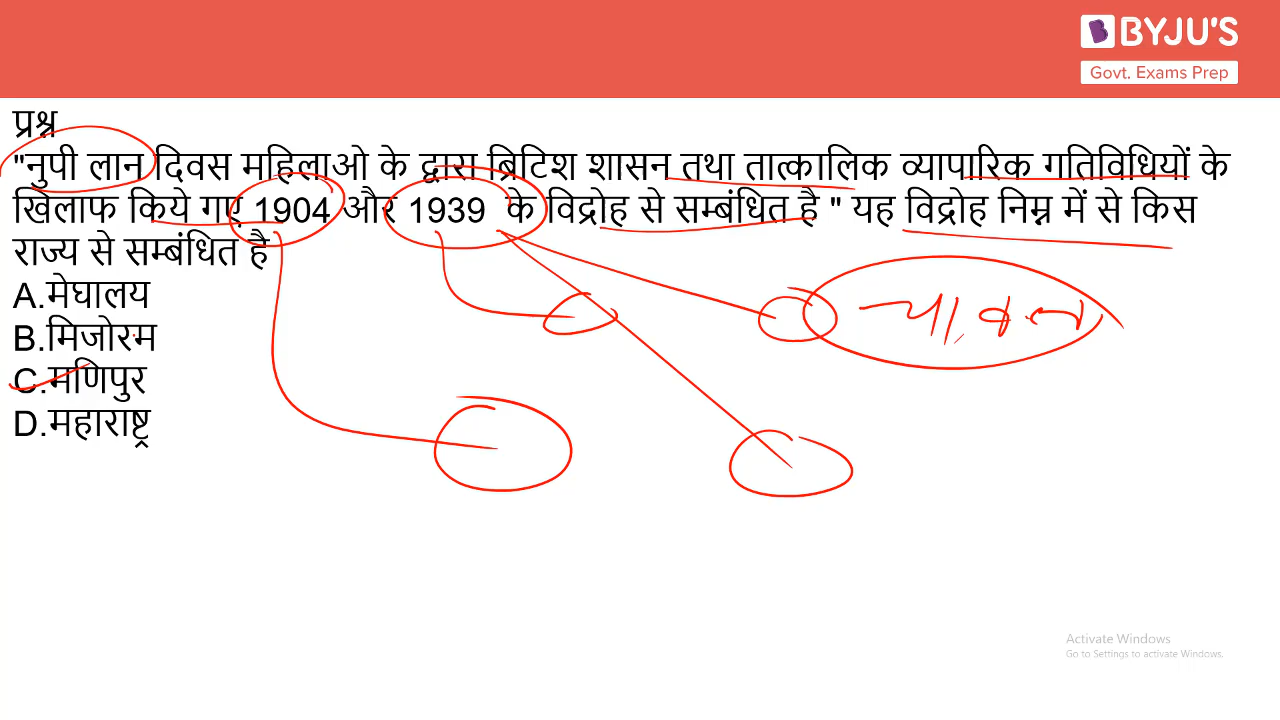 BYJU'S
Govt. Exams Prep
प्रश्न
"नुपी लान दिवस महिलाओ के द्वारा ब्रिटिश शासन तथा तात्कालिक व्यापारिक गतिविधियों के
खिलाफ किये गए 1904 और 1939 के विद्रोह से सम्बंधित है " यह विद्रोह निम्न में से किस
राज्य से सम्बंधित है
A.मेघालय
B.मिजोरम
C.मणिपुर
D.महाराष्ट्र
Activate Windows
Go to Settings to activate Windows.